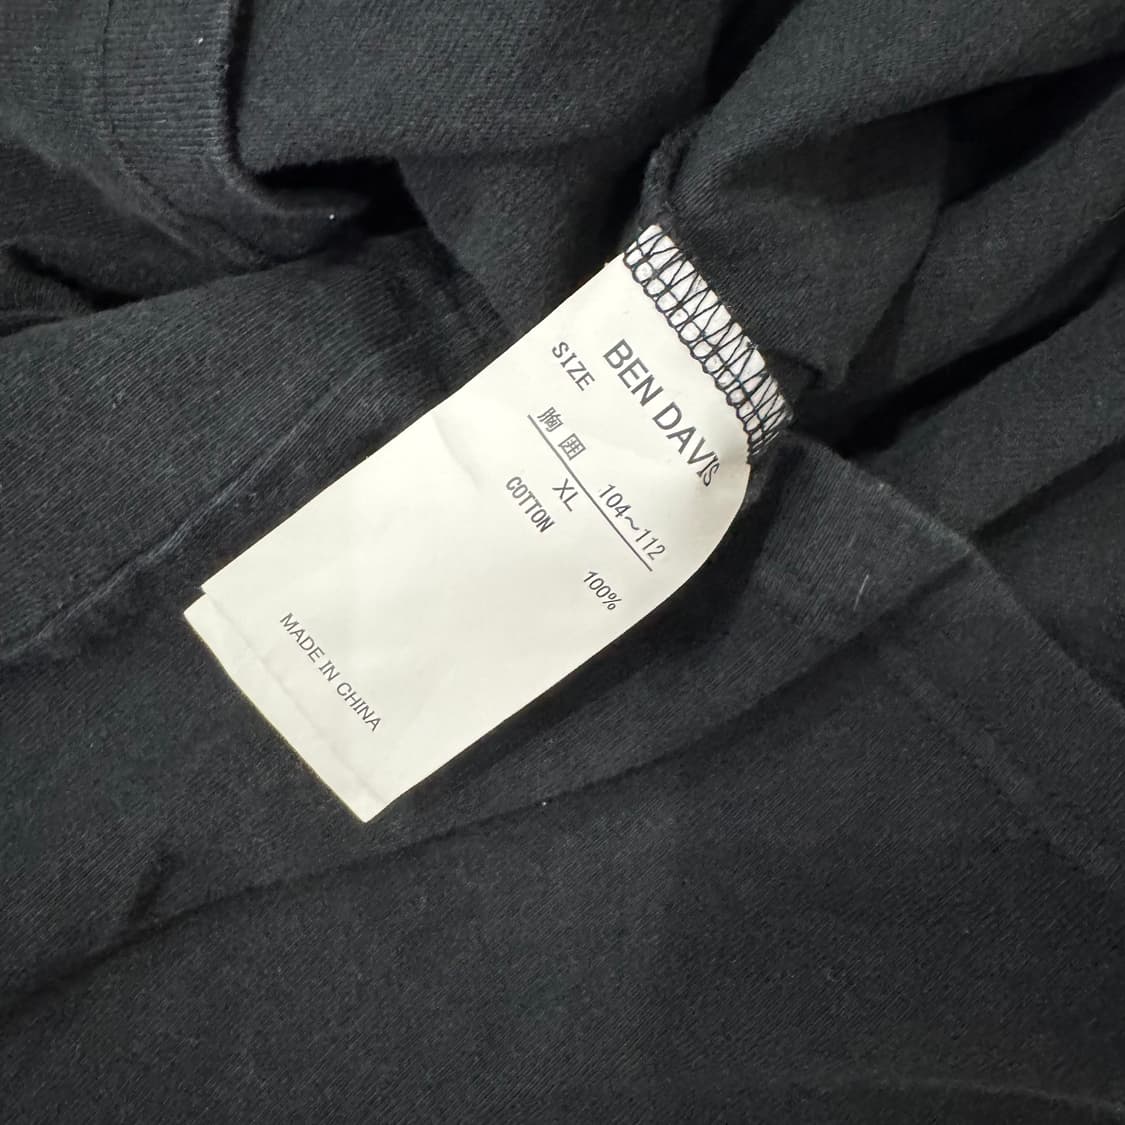 BEN DAVIS
SIZE
胸囲 104~112
XL
COTTON 100%
MADE IN CHINA